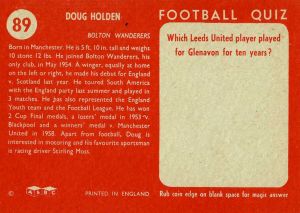 89
DOUG HOLDEN
BOLTON WANDERERS
Born in Manchester. He is 5 ft. 10 in. tall and weighs
10 stone 12 lbs. He joined Bolton Wanderers, his
only club, in May 1954. A winger, equally at home
on the left or right, he made his debut for England
v. Scotland last year. He toured South America
with the England party last summer and played in
3 matches. He has also represented the England
Youth team and the Football League. He has won
2 Cup Final medals, a losers' medal in 1953 v.
Blackpool and a winners' medal v. Manchester
United in 1958. Apart from football, Doug is
interested in motoring and his favourite sportsman
is racing driver Stirling Moss.
© A&BC
PRINTED IN ENGLAND
FOOTBALL QUIZ
Which Leeds United player played
for Glenavon for ten years?
Rub coin edge on blank space for magic answer